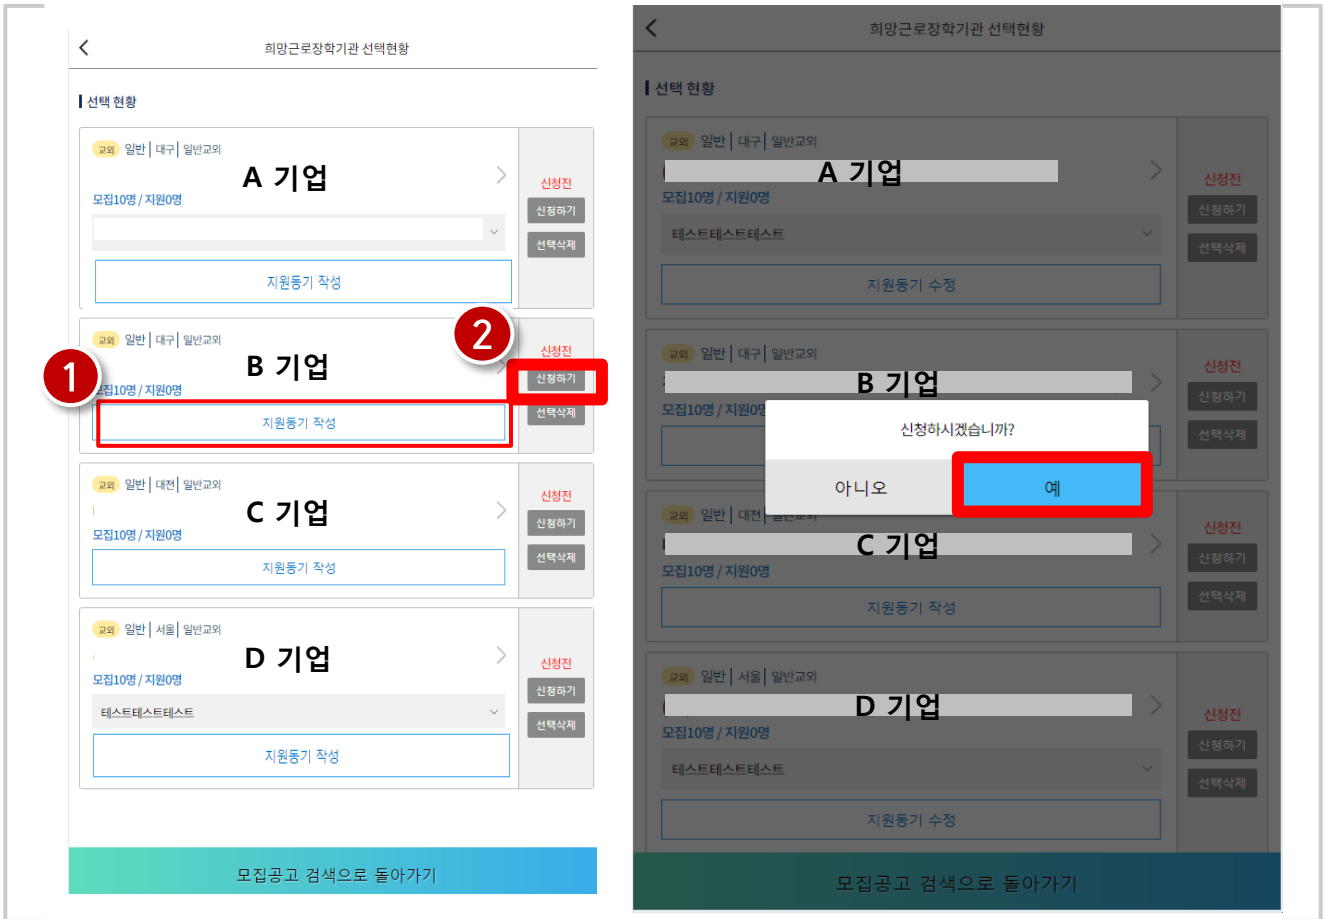 희망근로장학기관 선택현황
선택 현황
교외 일반 | 대구 | 일반교외
A 기업
모집10명 / 지원0명
신청전
신청하기
선택삭제
지원동기 작성
교외 일반 | 대구 | 일반교외
B 기업
모집10명 / 지원0명
1
2
신청전
신청하기
선택삭제
지원동기 작성
교외 일반 | 대전 | 일반교외
C 기업
모집10명 / 지원0명
신청전
신청하기
선택삭제
지원동기 작성
교외 일반 | 서울 | 일반교외
D 기업
모집10명 / 지원0명
신청전
신청하기
선택삭제
테스트테스트테스트
지원동기 작성
모집공고 검색으로 돌아가기
희망근로장학기관 선택현황
선택 현황
교외 일반 | 대구 | 일반교외
A 기업
모집10명 / 지원0명
신청전
신청하기
선택삭제
테스트테스트테스트
지원동기 수정
교외 일반 | 대구 | 일반교외
B 기업
모집10명 / 지원0명
신청전
신청하기
선택삭제
신청하시겠습니까?
아니오
예
교외 일반 | 대전 | 일반교외
C 기업
모집10명 / 지원0명
신청전
신청하기
선택삭제
지원동기 작성
교외 일반 | 서울 | 일반교외
D 기업
모집10명 / 지원0명
신청전
신청하기
선택삭제
테스트테스트테스트
지원동기 수정
모집공고 검색으로 돌아가기